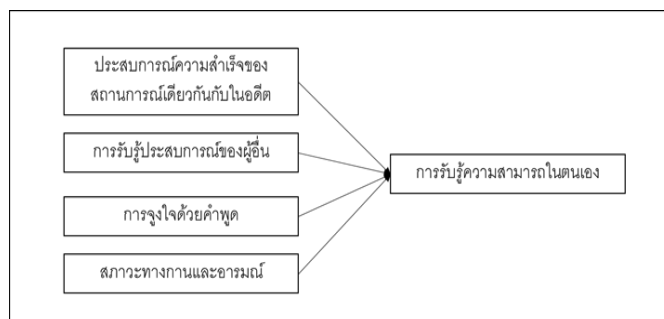 ประสบการณ์ความสำเร็จของ
สถานการณ์เดียวกันกับในอดีต
การรับรู้ประสบการณ์ของผู้อื่น
การจูงใจด้วยคำพูด
สภาวะทางกานและอารมณ์
การรับรู้ความสามารถในตนเอง